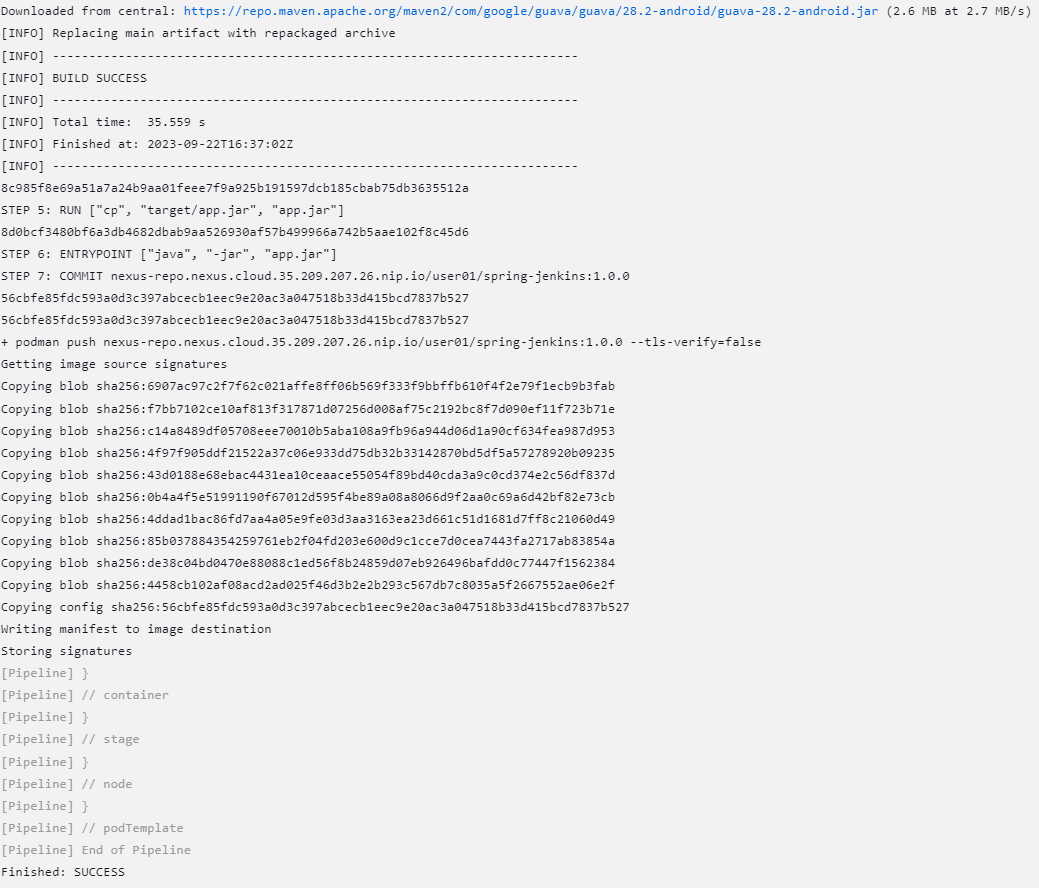 Downloaded from central: https://repo.maven.apache.org/maven2/com/google/guava/guava/28.2-android/guava-28.2-android.jar (2.6 MB at 2.7 MB/s)
[INFO] Replacing main artifact with repackaged archive
[INFO] ------------------------------------------------------------------------
[INFO] BUILD SUCCESS
[INFO] ------------------------------------------------------------------------
[INFO] Total time:  35.559 s
[INFO] Finished at: 2023-09-22T16:37:02Z
[INFO] ------------------------------------------------------------------------
8c985f8e69a51a7a24b9aa01feee7f9a925b191597dcb185cbab75db3635512a
STEP 5: RUN ["cp", "target/app.jar", "app.jar"]
8d0bcf3480bf6a3db4682dbab9aa526930af57b499966a742b5aae102f8c45d6
STEP 6: ENTRYPOINT ["java", "-jar", "app.jar"]
STEP 7: COMMIT nexus-repo.nexus.cloud.35.209.207.26.nip.io/user01/spring-jenkins:1.0.0
56cbfe85fdc593a0d3c397abcecb1eec9e20ac3a047518b33d415bcd7837b527
56cbfe85fdc593a0d3c397abcecb1eec9e20ac3a047518b33d415bcd7837b527
+ podman push nexus-repo.nexus.cloud.35.209.207.26.nip.io/user01/spring-jenkins:1.0.0 --tls-verify=false
Getting image source signatures
Copying blob sha256:6907ac97c2f7f62c021affe8ff06b569f333f9bbffb610f4f2e79f1ecb9b3fab
Copying blob sha256:f7bb7102ce10af813f317871d07256d008af75c2192bc8f7d090ef11f723b71e
Copying blob sha256:c14a8489df05708eee70010b5aba108a9fb96a944d06d1a90cf634fea987d953
Copying blob sha256:4f97f905ddf21522a37c06e933dd75db32b33142870bd5df5a57278920b09235
Copying blob sha256:43d0188e68ebac4431ea10ceaace55054f89bd40cda3a9c0cd374e2c56df837d
Copying blob sha256:0b4a4f5e51991190f67012d595f4be89a08a8066d9f2aa0c69a6d42bf82e73cb
Copying blob sha256:4ddad1bac86fd7aa4a05e9fe03d3aa3163ea23d661c51d1681d7ff8c21060d49
Copying blob sha256:85b037884354259761eb2f04fd203e600d9c1cce7d0cea7443fa2717ab83854a
Copying blob sha256:de38c04bd0470e88088c1ed56f8b24859d07eb926496bafdd0c77447f1562384
Copying blob sha256:4458cb102af08acd2ad025f46d3b2e2b293c567db7c8035a5f2667552ae06e2f
Copying config sha256:56cbfe85fdc593a0d3c397abcecb1eec9e20ac3a047518b33d415bcd7837b527
Writing manifest to image destination
Storing signatures
[Pipeline] }
[Pipeline] // container
[Pipeline] }
[Pipeline] // stage
[Pipeline] }
[Pipeline] // node
[Pipeline] }
[Pipeline] // podTemplate
[Pipeline] End of Pipeline
Finished: SUCCESS